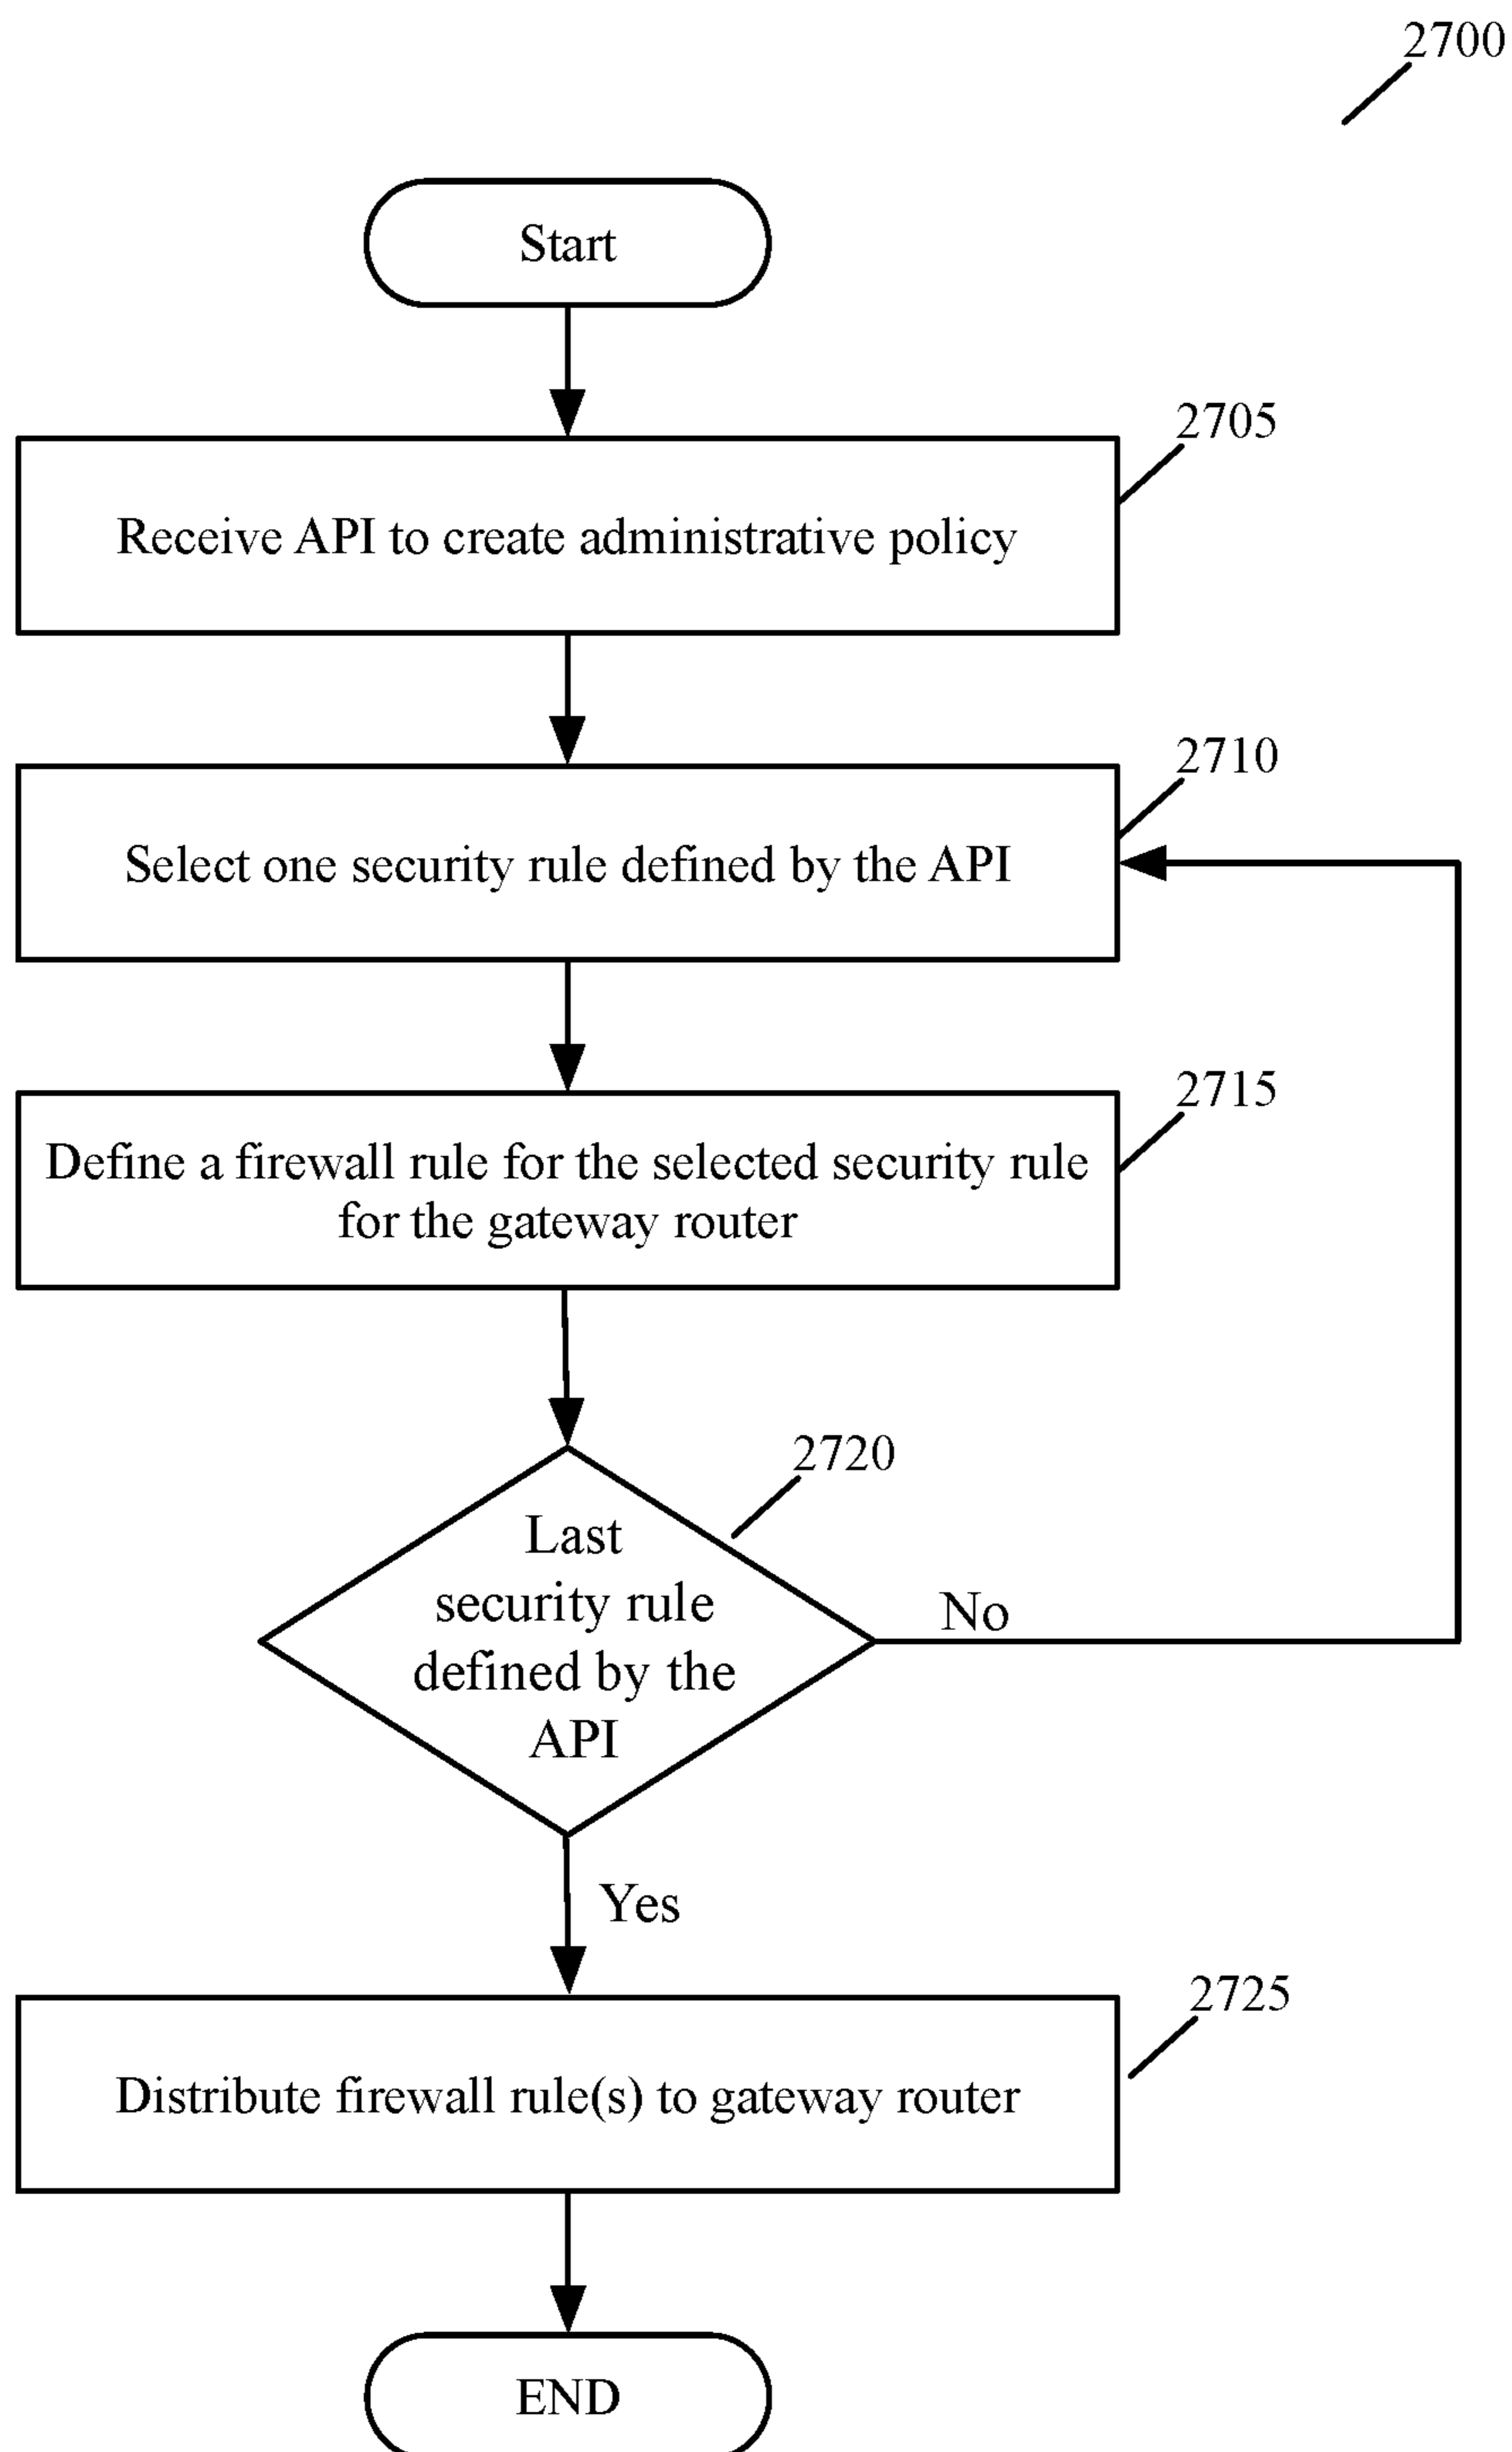 2700
Start
2705
Receive API to create administrative policy
2710
Select one security rule defined by the API
2715
Define a firewall rule for the selected security rule
for the gateway router
2720
Last
security rule
defined by the
API
No
Yes
2725
Distribute firewall rule(s) to gateway router
END